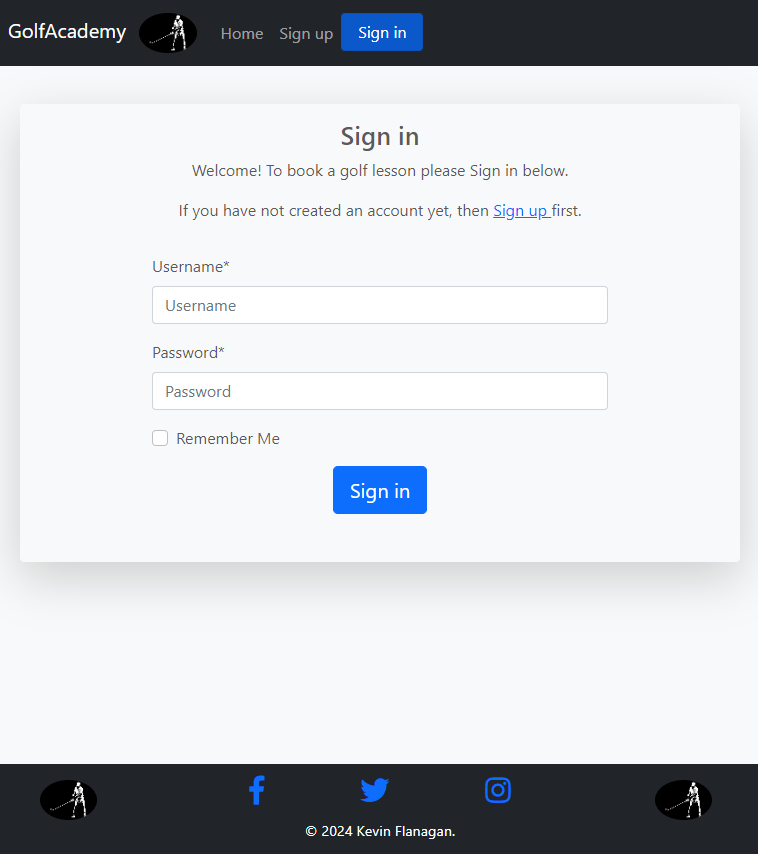 GolfAcademy Home Sign up Sign in
Sign in
Welcome! To book a golf lesson please Sign in below.
If you have not created an account yet, then Sign up first.
Username*
Username
Password*
Password
Remember Me
Sign in
© 2024 Kevin Flanagan.